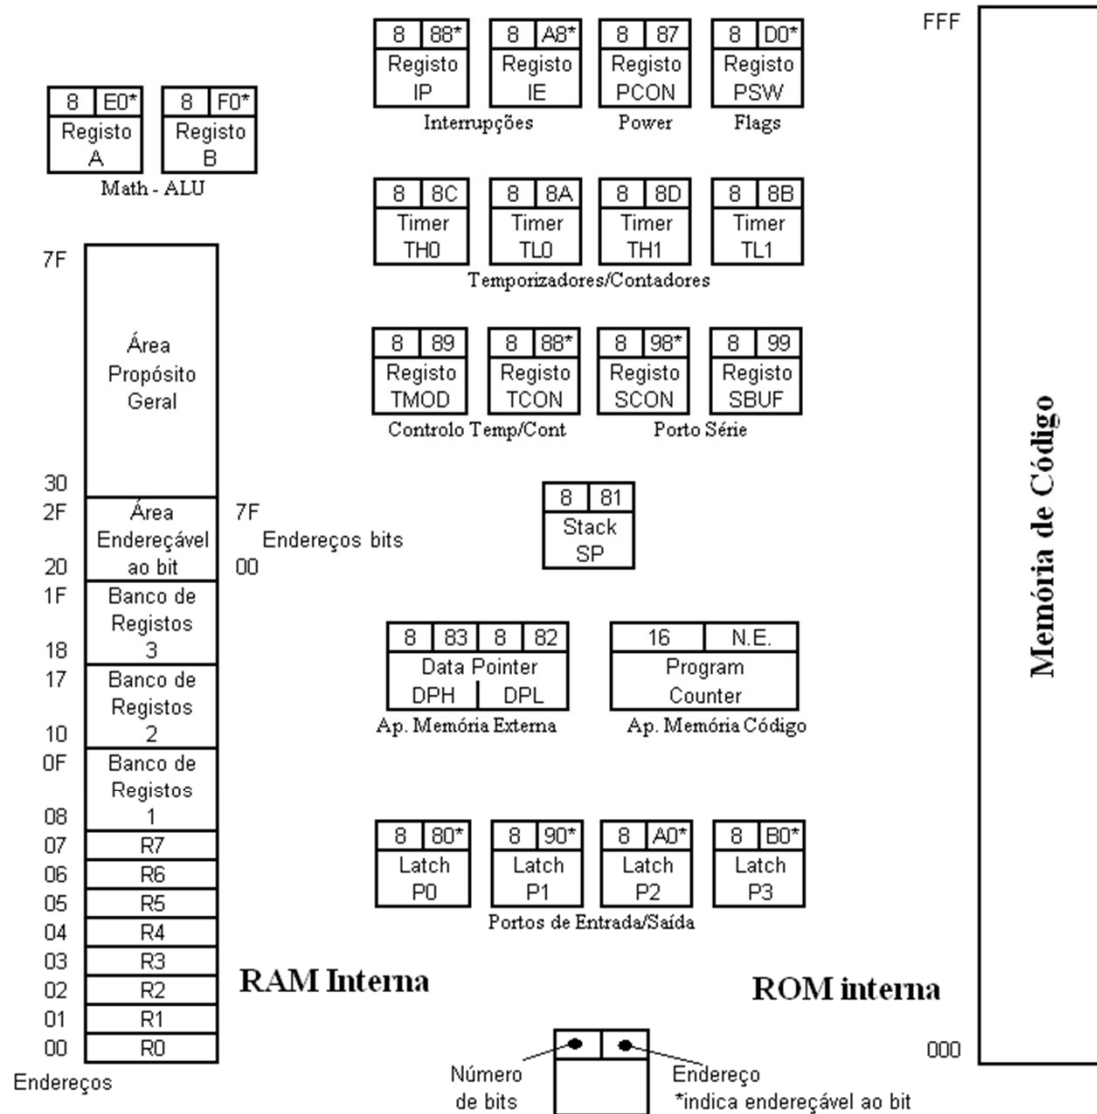 FFF
8 88* 8 A8* 8 87 8 D0*
Registo Registo Registo Registo
IP IE PCON PSW
Interrupções Power Flags
8 E0* 8 F0*
Registo Registo
A B
Math - ALU
8 8C 8 8A 8 8D 8 8B
Timer Timer Timer Timer
TH0 TL0 TH1 TL1
Temporizadores/Contadores
8 89 8 88* 8 98* 8 99
Registo Registo Registo Registo
TMOD TCON SCON SBUF
Controlo Temp/Cont Porto Série
8 81
Stack
SP
8 83 8 82
Data Pointer
DPH DPL
Ap. Memória Externa
16 N.E.
Program
Counter
Ap. Memória Código
8 80* 8 90* 8 A0* 8 B0*
Latch Latch Latch Latch
P0 P1 P2 P3
Portos de Entrada/Saída
7F
Área
Propósito
Geral
30
2F Área 7F
Endereçável Endereços bits
20 ao bit 00
1F Banco de
Registos
18 3
17 Banco de
Registos
10 2
0F Banco de
Registos
08 1
07 R7
06 R6
05 R5
04 R4
03 R3
02 R2
01 R1
00 R0
Endereços
RAM Interna
ROM interna
Memória de Código
000
Número
de bits
Endereço
*indica endereçável ao bit